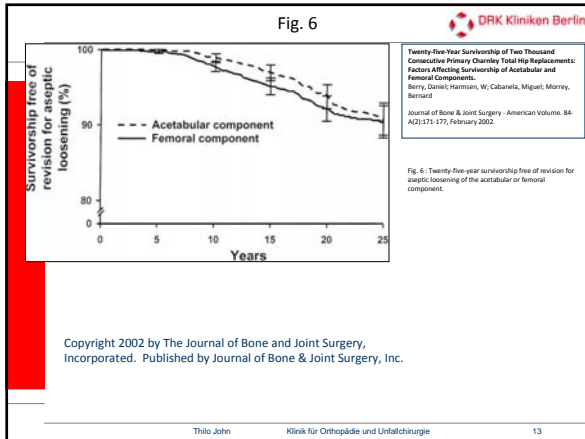 Fig. 6
DRK Kliniken Berlin
Twenty-five-Year Survivorship of Two Thousand
Consecutive Primary Charnley Total Hip Replacements:
Factors Affecting Survivorship of Acetabular and
Femoral Components.
Berry, Daniel; Harmsen, W; Cabanela, Miguel; Morrey,
Bernard
Journal of Bone & Joint Surgery - American Volume. 84-
A(2):171-177, February 2002.
Fig. 6 : Twenty-five-year survivorship free of revision for
aseptic loosening of the acetabular or femoral
component.
Survivorship free of
revision for aseptic
loosening (%)
100
90
80
0
Acetabular component
Femoral component
0 5 10 15 20 25
Years
Copyright 2002 by The Journal of Bone and Joint Surgery,
Incorporated. Published by Journal of Bone & Joint Surgery, Inc.
Thilo John Klinik für Orthopädie und Unfallchirurgie 13